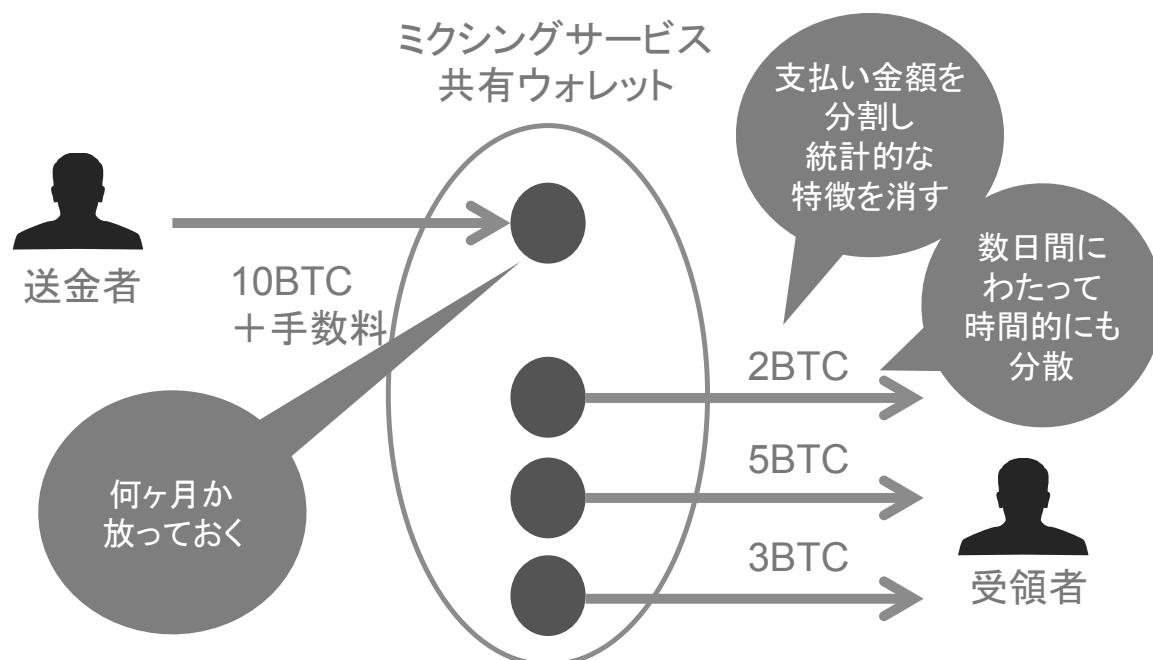 ミクシングサービス
共有ウォレット
支払い金額を
分割し
統計的な
特徴を消す
送金者
10BTC
＋手数料
数日間に
わたって
時間的にも
分散
2BTC
何ヶ月か
放っておく
5BTC
3BTC
受領者